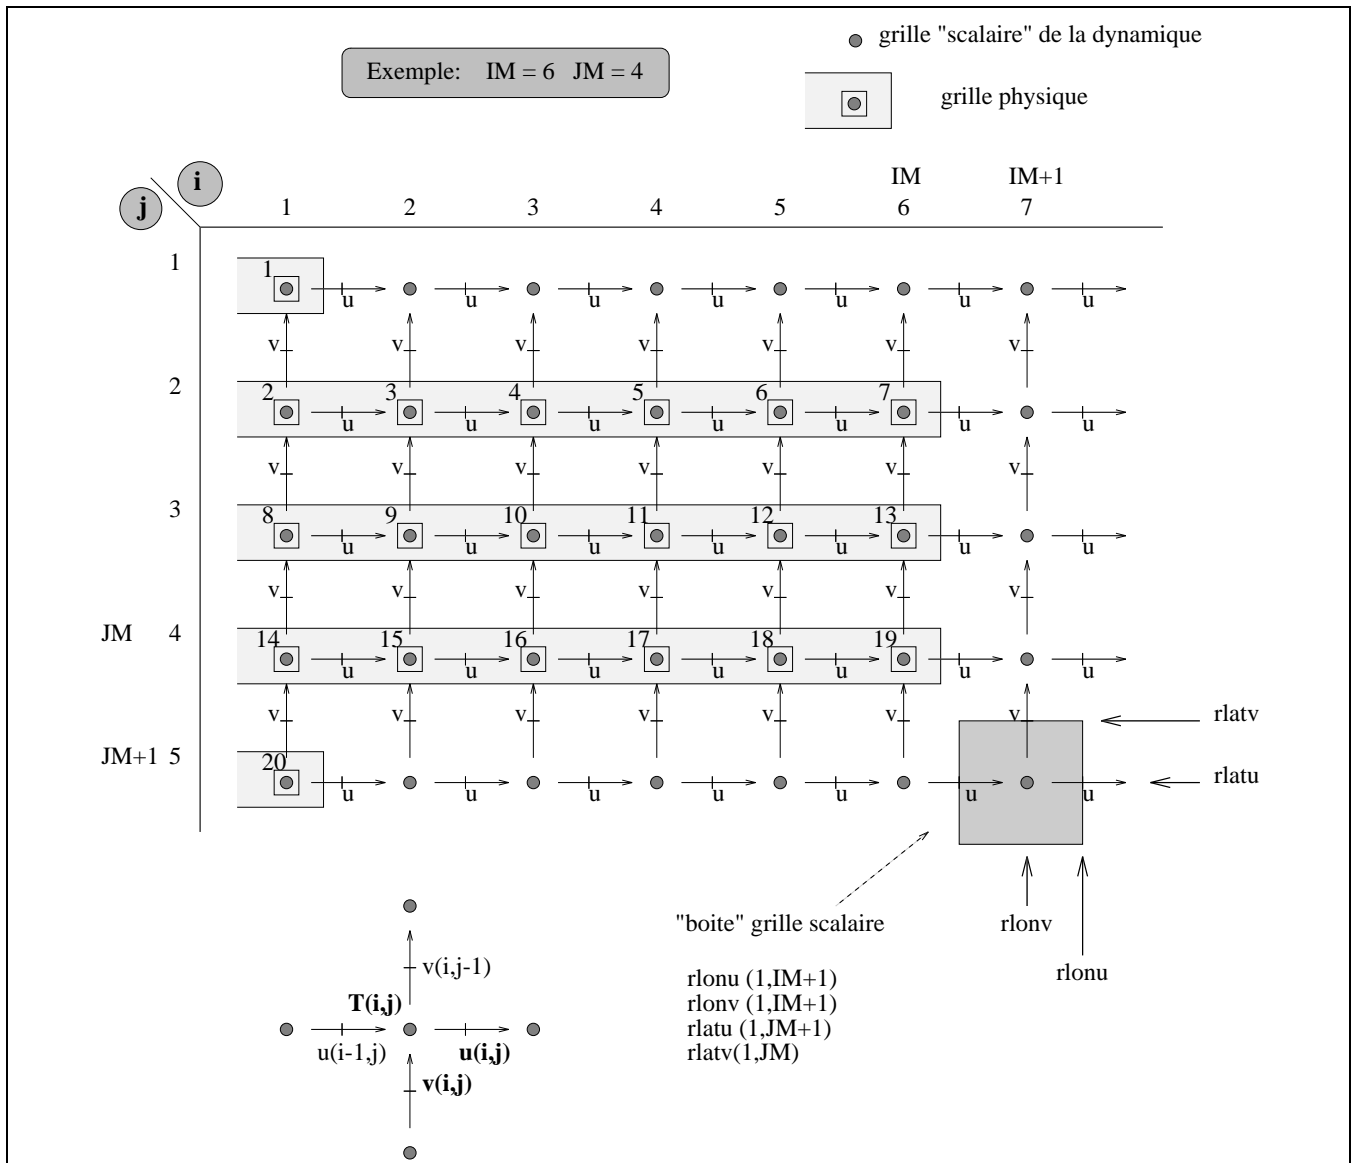 grille "scalaire" de la dynamique
Exemple: IM = 6 JM = 4
grille physique
i
j
IM IM+1
1 2 3 4 5 6 7
1
1
u u u u u u u
v v v v v v v
2
2 3 4 5 6 7
u u u u u u u
v v v v v v v
3
8 9 10 11 12 13
u u u u u u u
v v v v v v v
JM 4
14 15 16 17 18 19
u u u u u u u
v v v v v v v
rlatv
JM+1 5
20
rlatu
u u u u u u u
"boite" grille scalaire
rlonv
rlonu
v(i,j-1)
T(i,j)
u(i-1,j) u(i,j)
v(i,j)
rlonu (1,IM+1)
rlonv (1,IM+1)
rlatu (1,JM+1)
rlatv(1,JM)